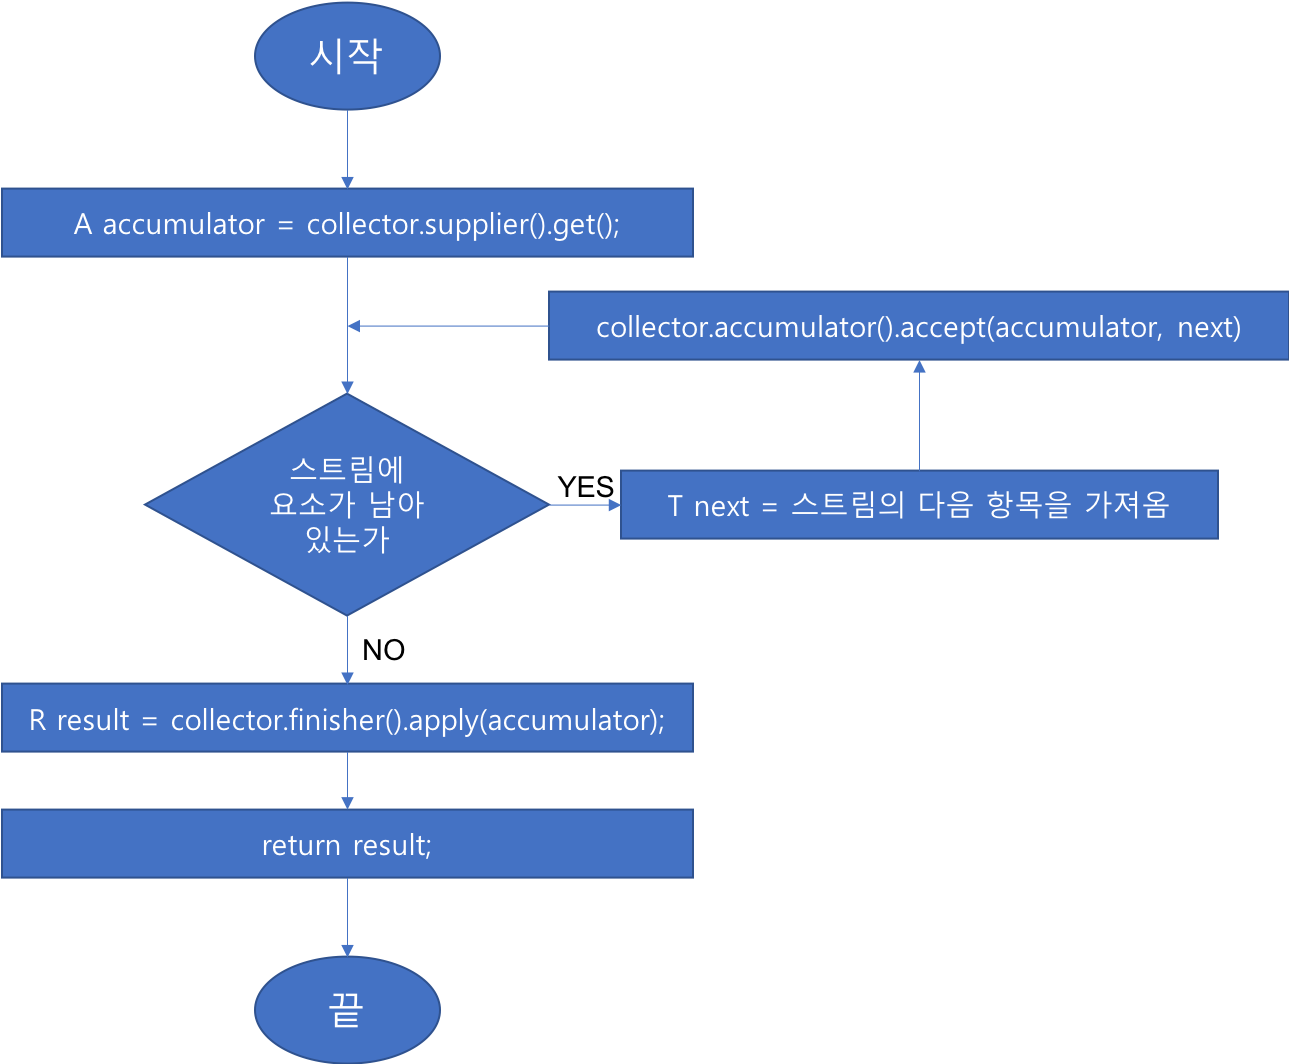 시작
A accumulator = collector.supplier().get();
collector.accumulator().accept(accumulator, next)
스트림에
요소가 남아
있는가
YES
T next = 스트림의 다음 항목을 가져옴
NO
R result = collector.finisher().apply(accumulator);
return result;
끝